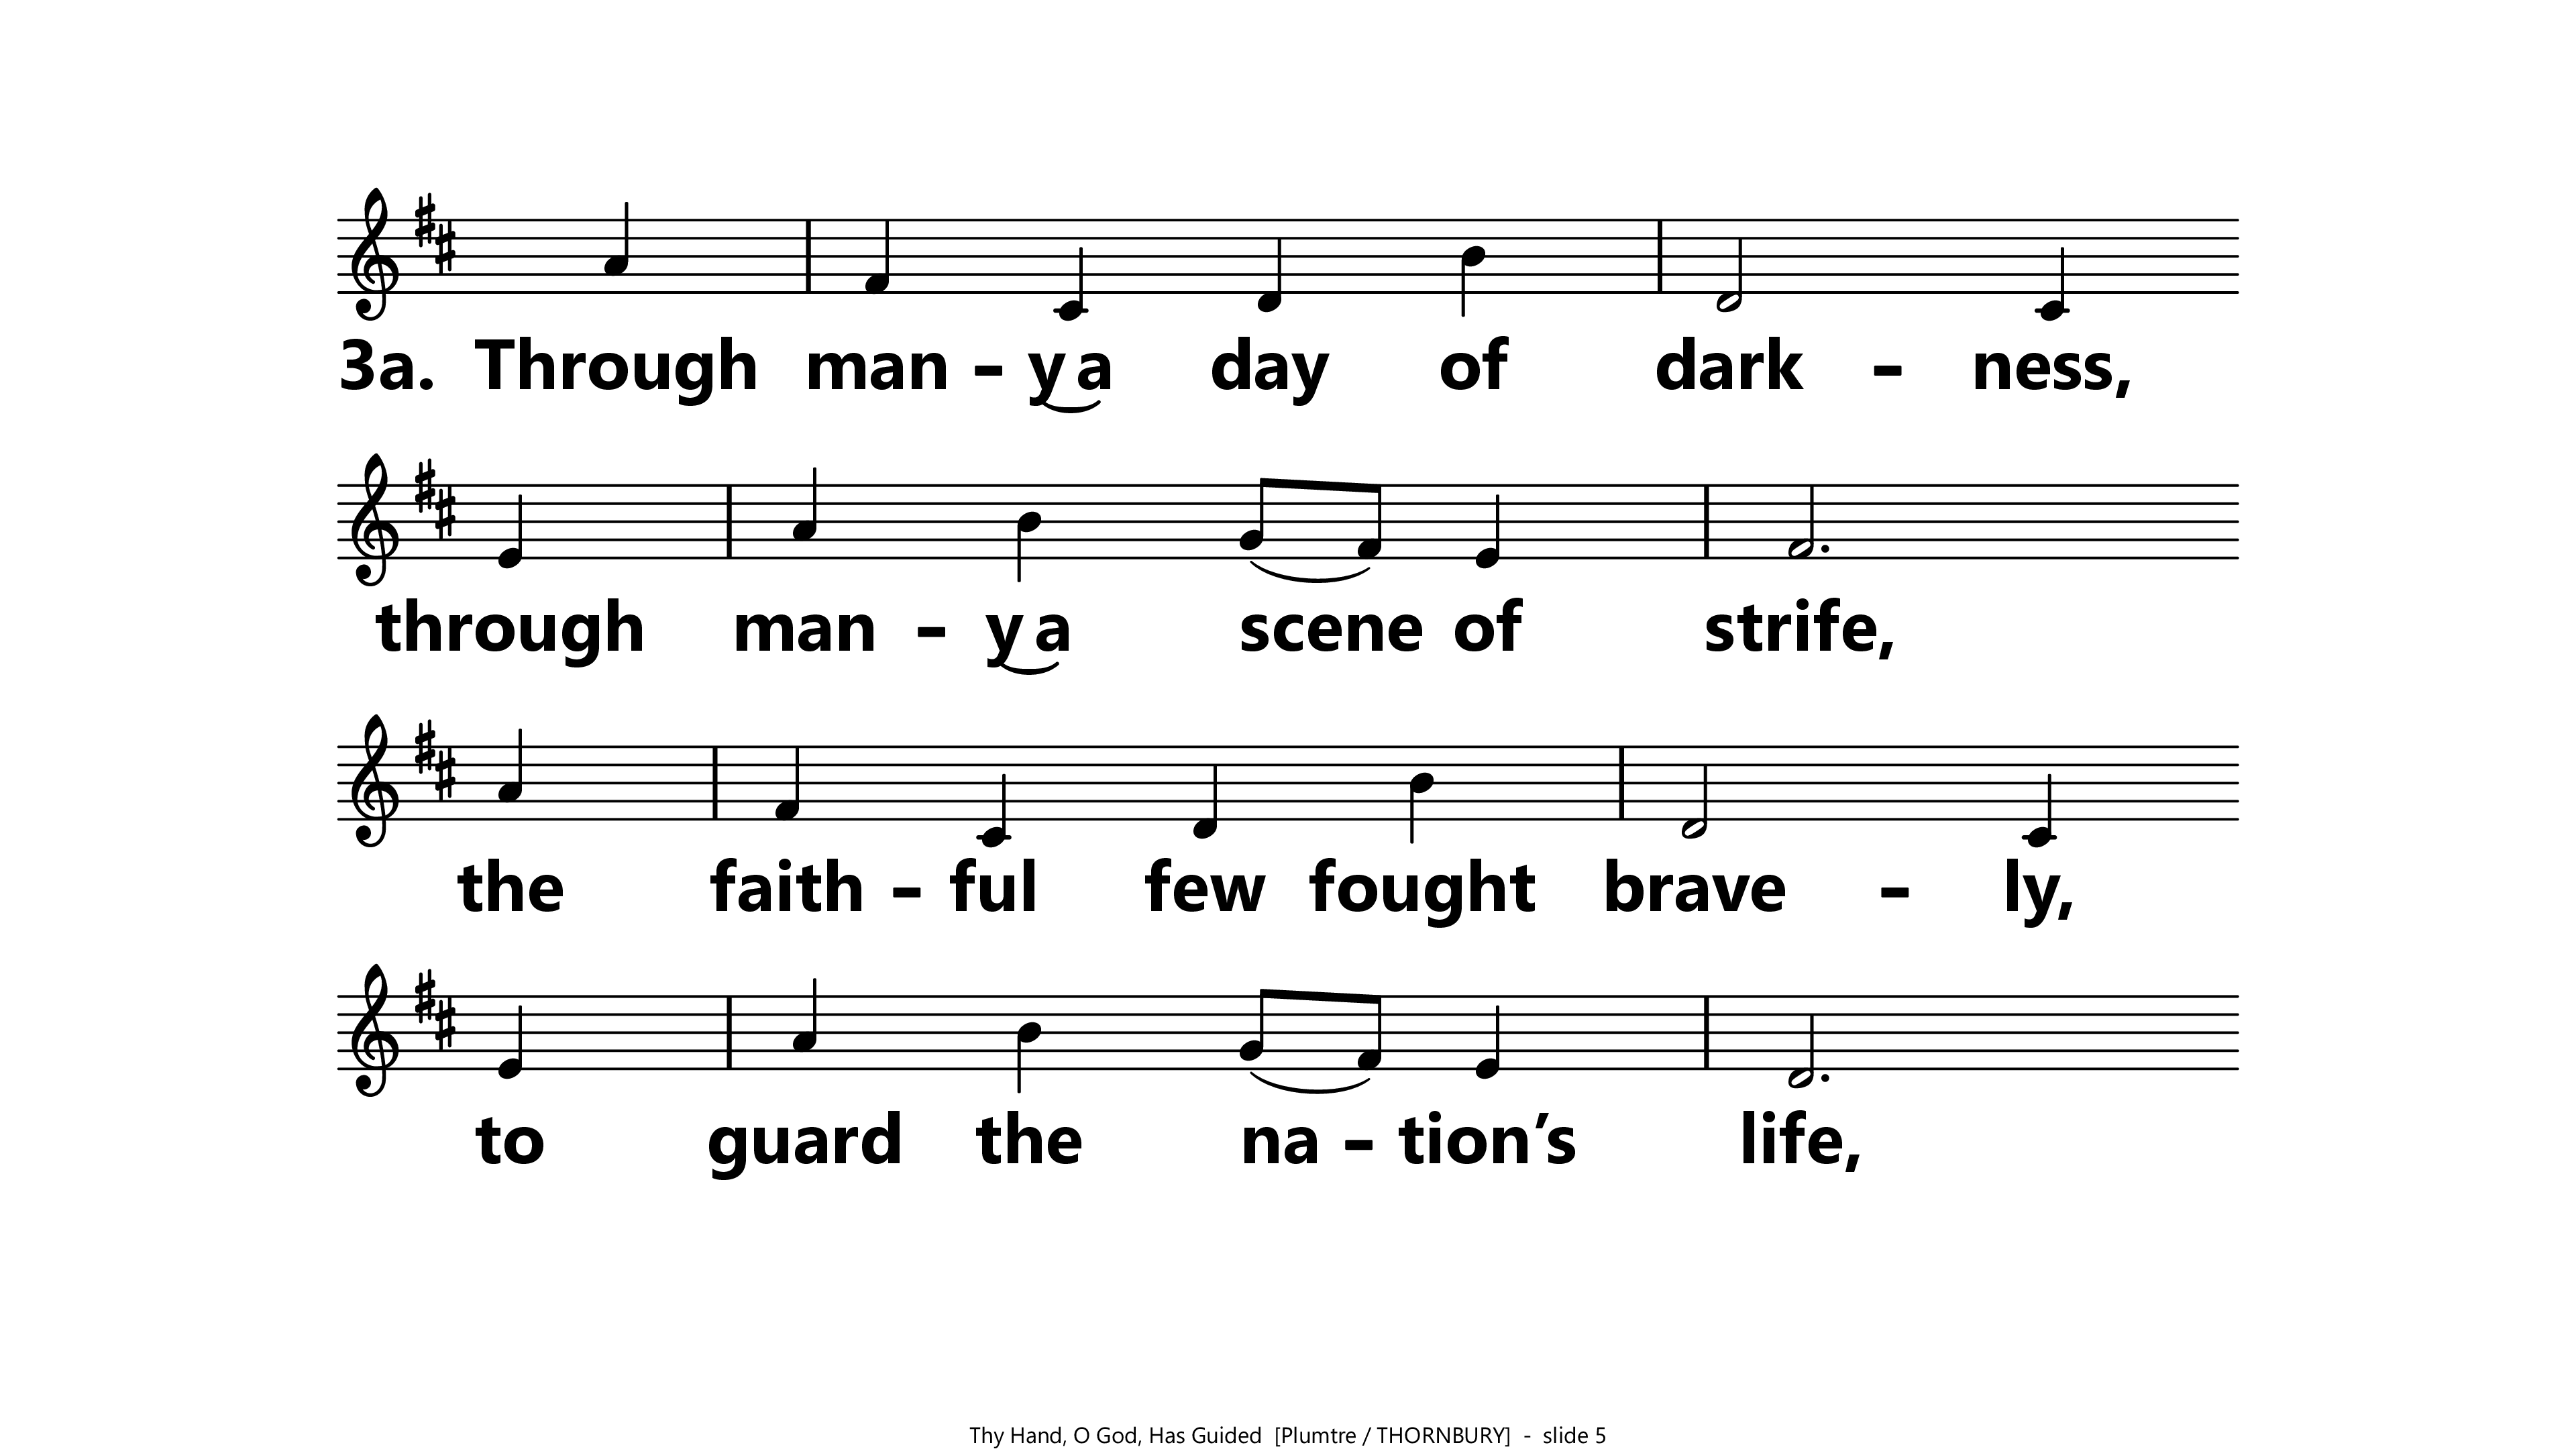 3a. Through man - y a day of dark - ness,
through man - y a scene of strife,
the faith - ful few fought brave - ly,
to guard the na - tion’s life,
Thy Hand, O God, Has Guided [Plumtre / THORNBURY] - slide 5